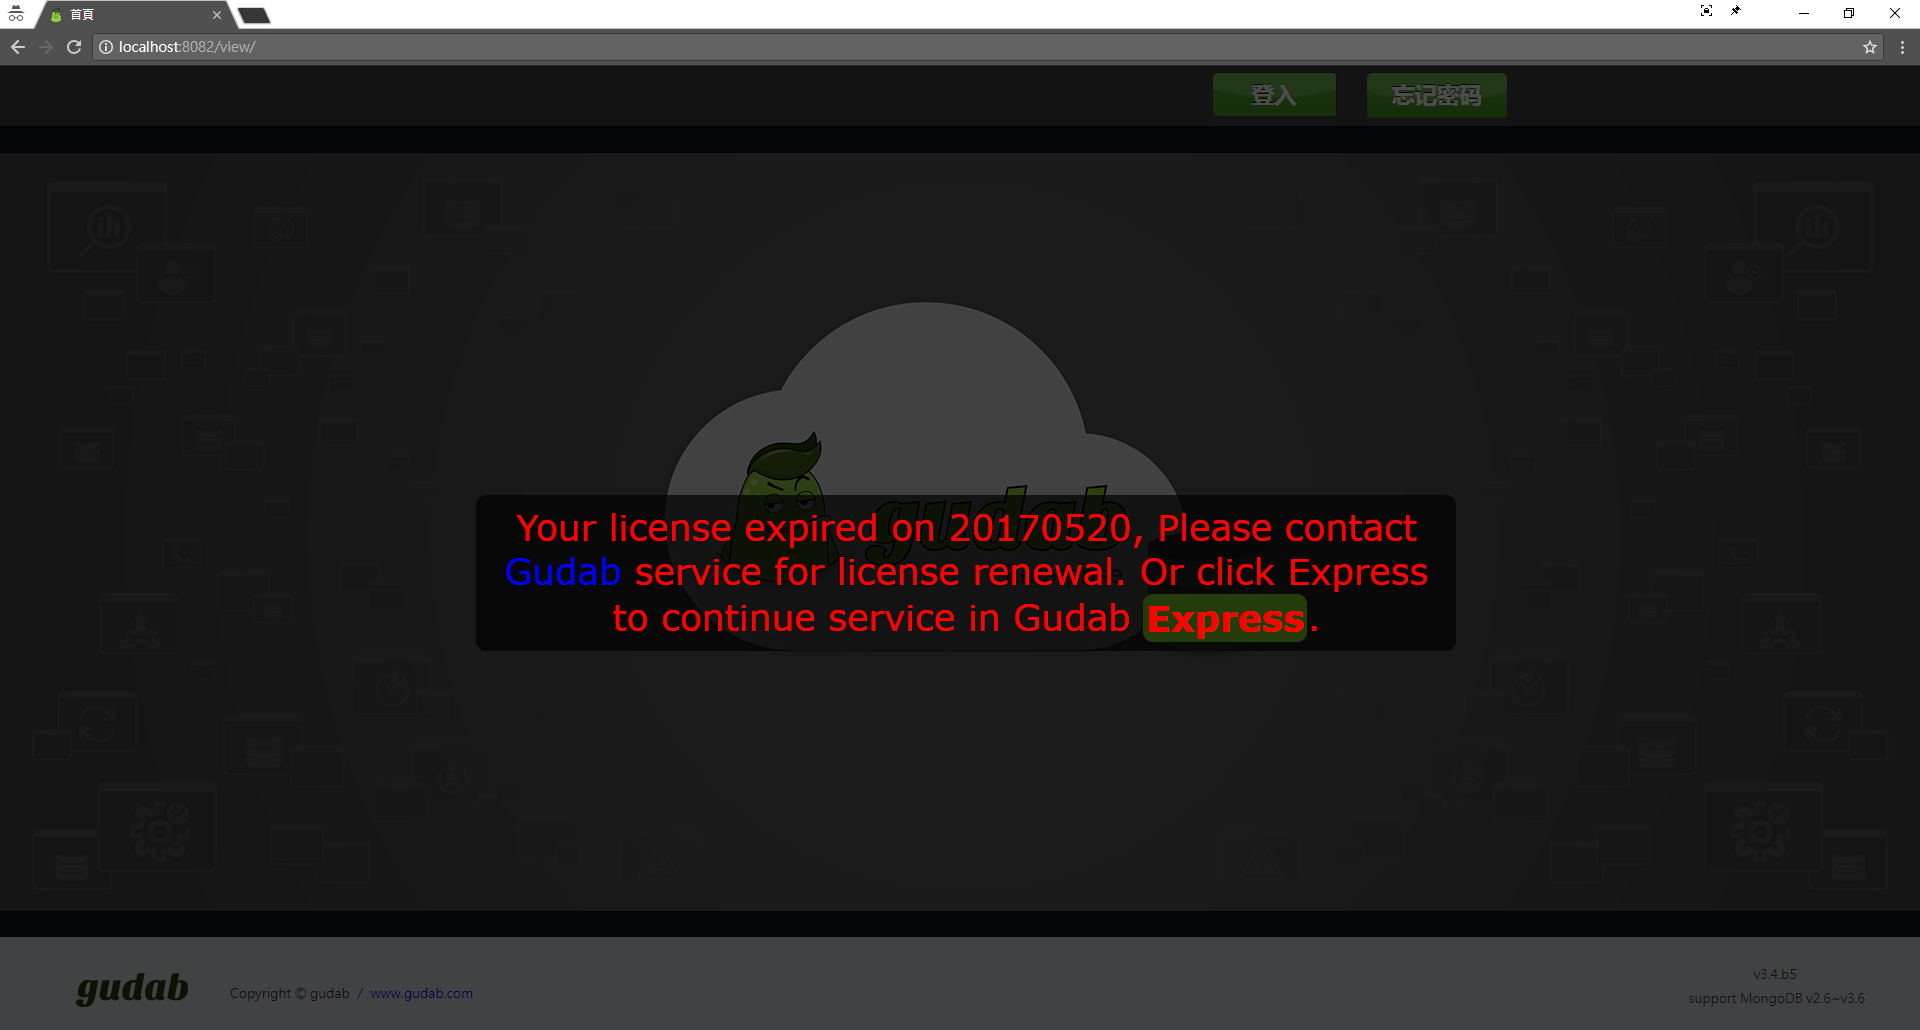 首頁
localhost:8082/view/
登入
忘记密码
gudab
Your license expired on 20170520, Please contact
Gudab service for license renewal. Or click Express
to continue service in Gudab Express.
gudab
Copyright © gudab / www.gudab.com
v3.4.b5
support MongoDB v2.6~v3.6